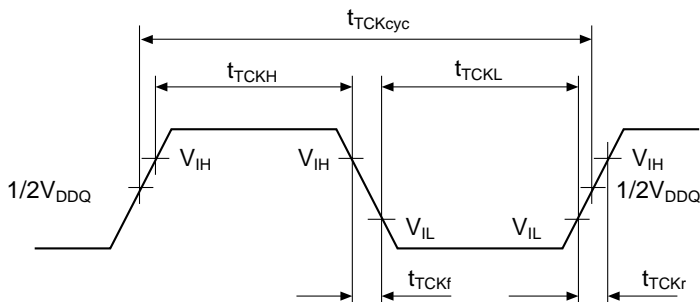 tTCKcyc
tTCKH tTCKL
VIH VIH VIH
1/2VDDQ 1/2VDDQ
VIL VIL
tTCKf tTCKr